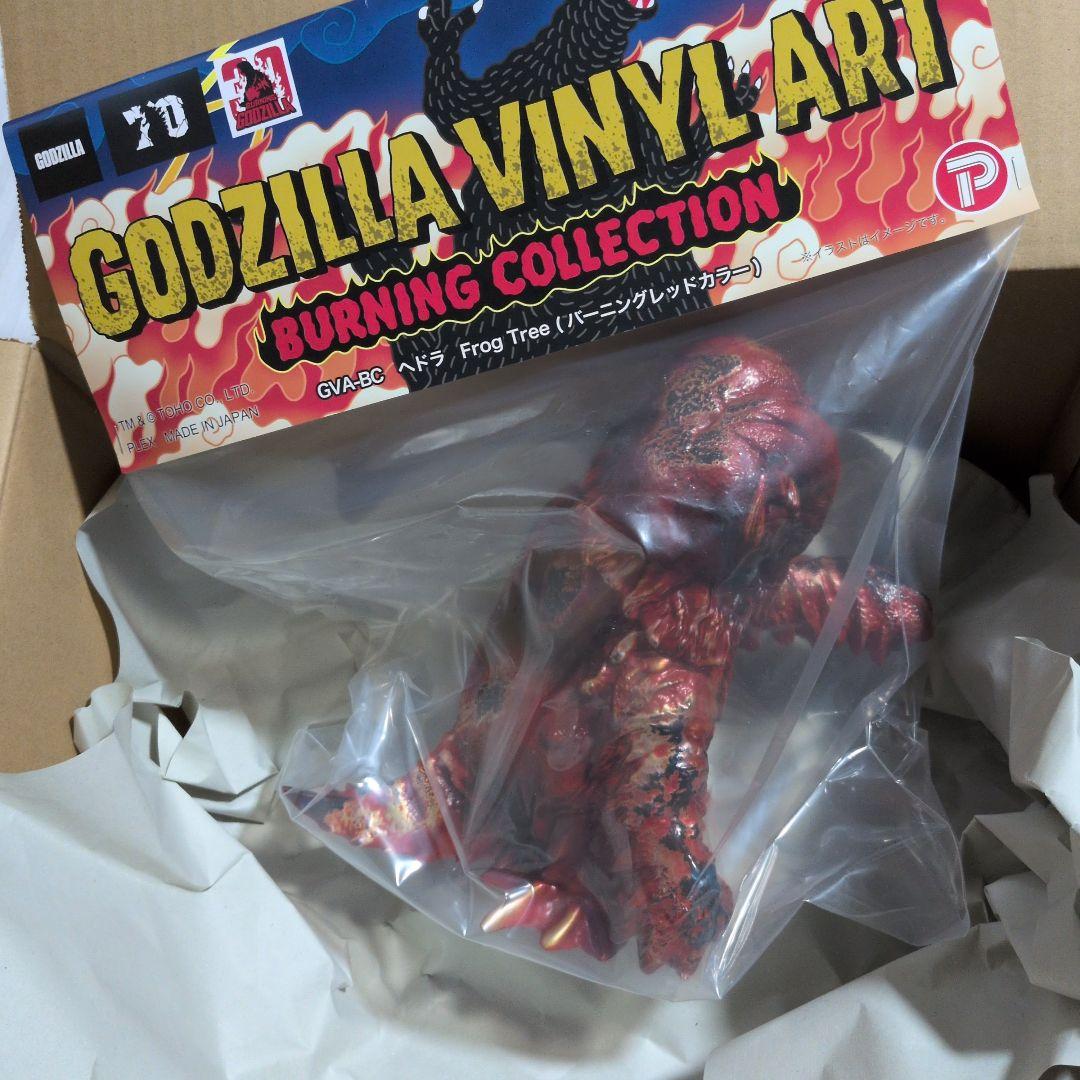 GODZILLA
70
BURNING
GODZILLA
GODZILLA VINYL ART
BURNING COLLECTION
GVA-BC ヘドラ Frog Tree (バーニングレッドカラー)
※イラストはイメージです。
TM & © TOHO CO., LTD.
PLEX MADE IN JAPAN